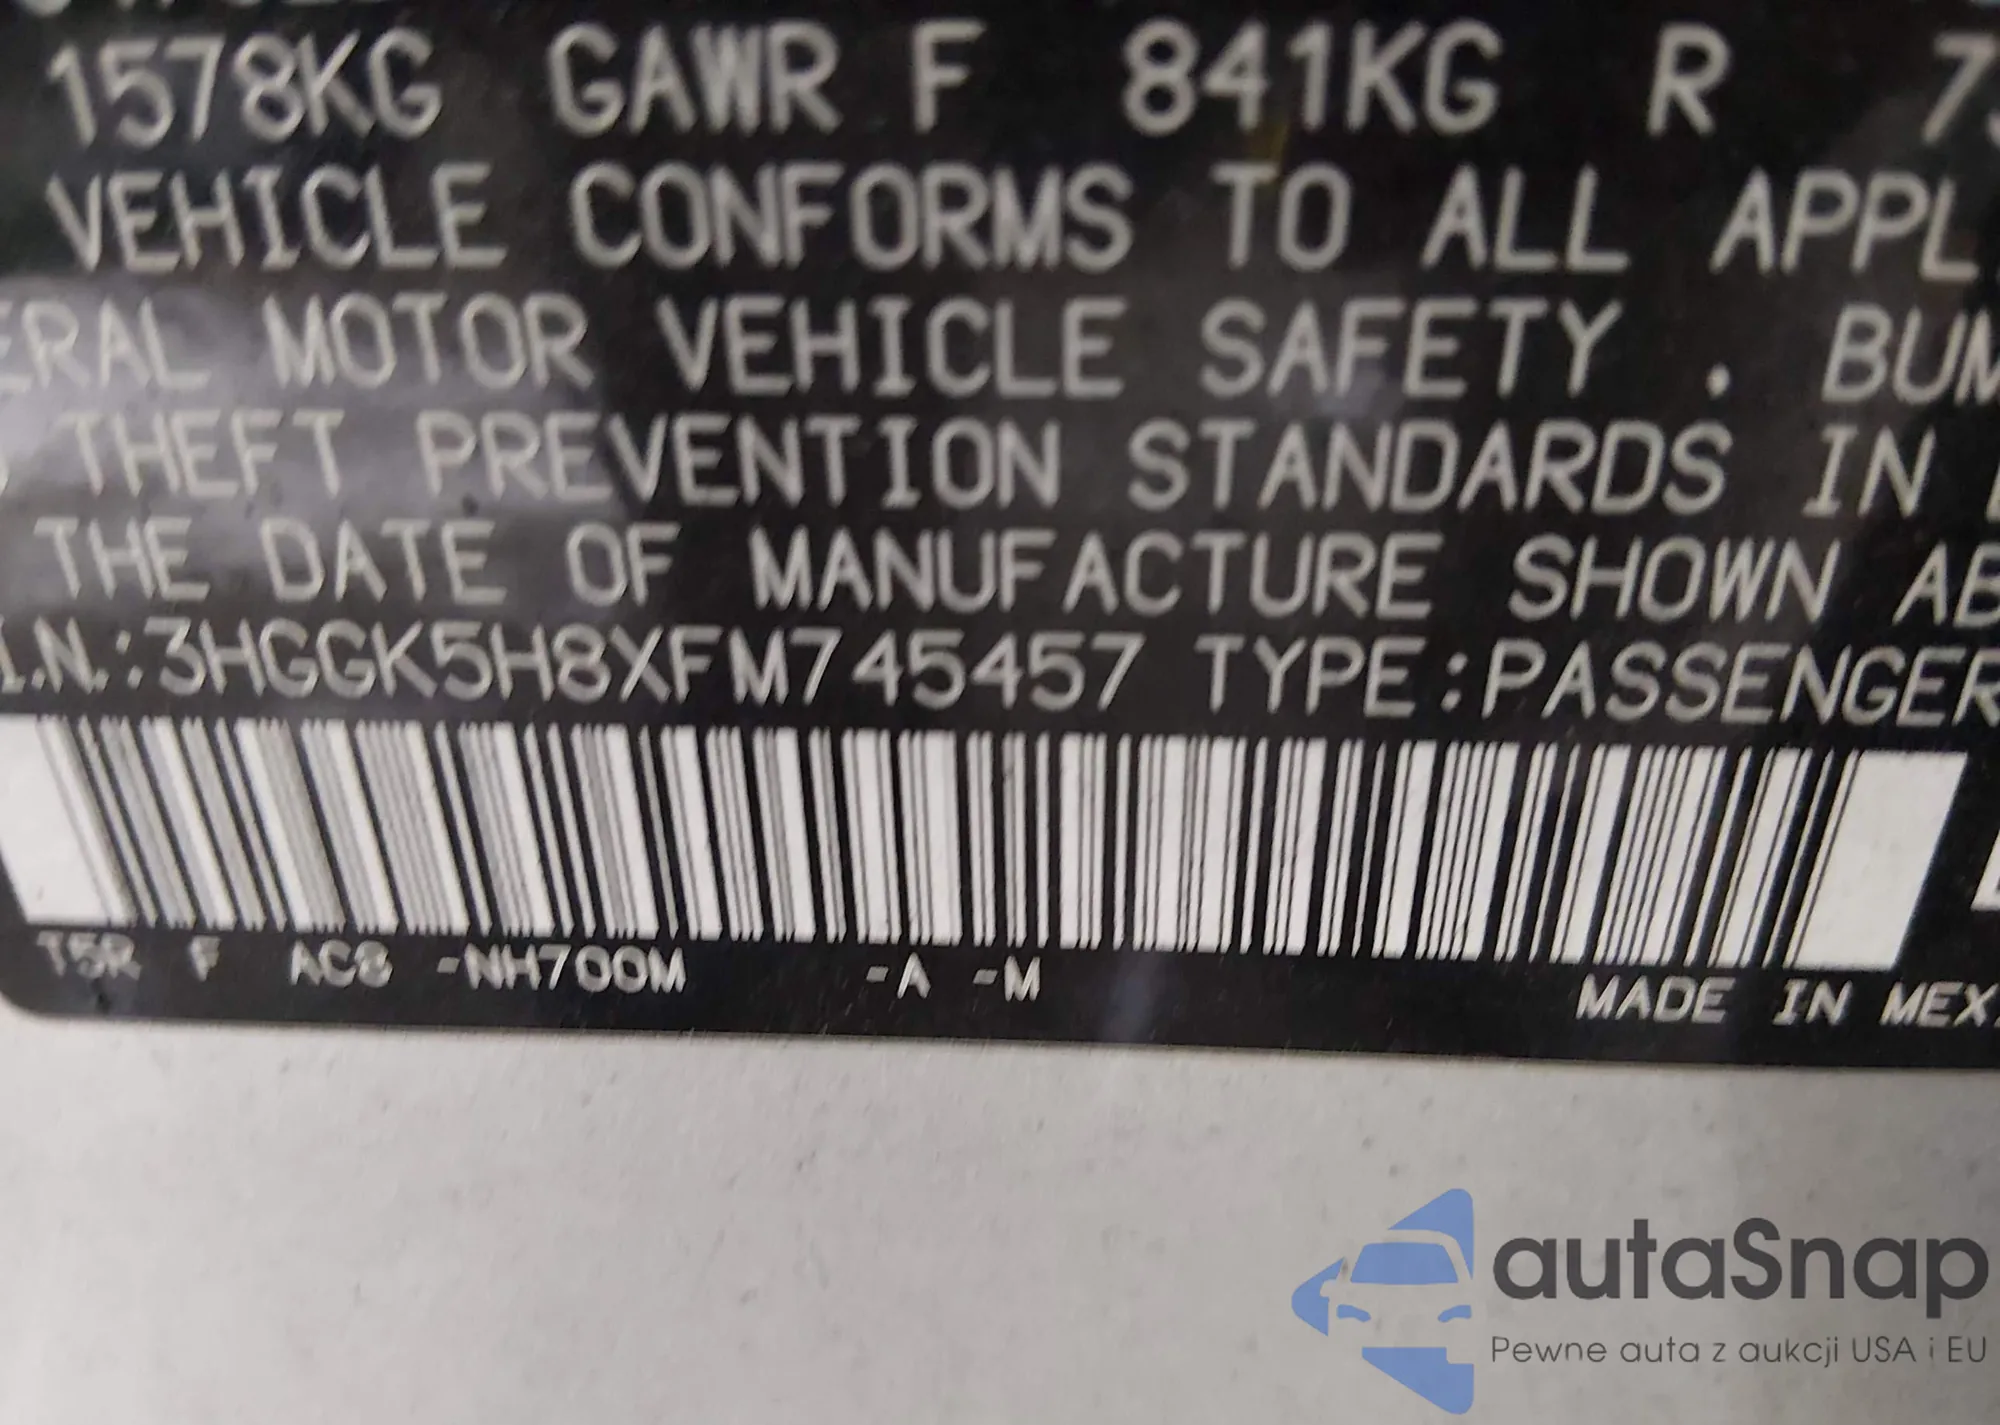 1578KG GAWR F 841KG R
VEHICLE CONFORMS TO ALL APPL
ERAL MOTOR VEHICLE SAFETY . BUM
THEFT PREVENTION STANDARDS IN
THE DATE OF MANUFACTURE SHOWN AB
I.N.:3HGGK5H8XFM745457 TYPE:PASSENGER
T5R F AC8 -NH700M -A -M
MADE IN MEX
autaSnap
Pewne auta z aukcji USA i EU